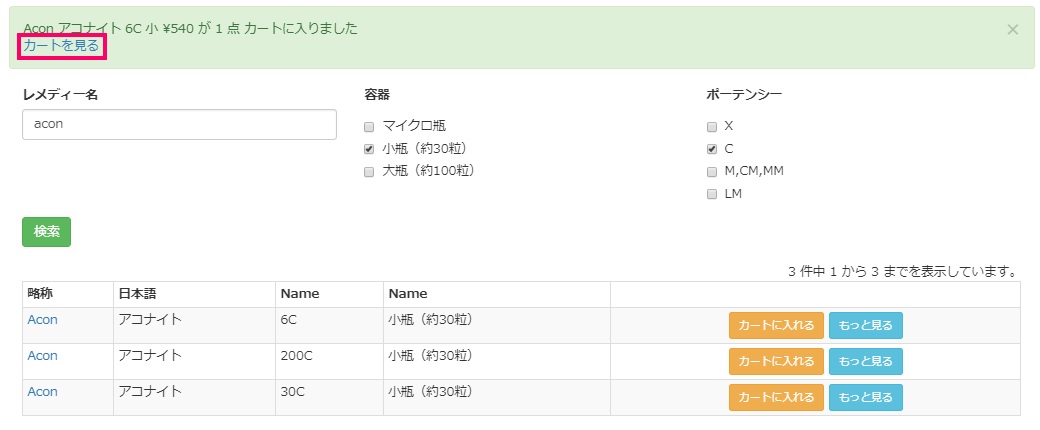 Acon アコナイト 6C 小 ¥540 が 1 点 カートに入りました
カートを見る
×
レメディー名
acon
容器
マイクロ瓶
小瓶（約30粒）
大瓶（約100粒）
ポーテンシー
X
C
M,CM,MM
LM
検索
3 件中 1 から 3 までを表示しています。
略称 日本語 Name Name
Acon アコナイト 6C 小瓶（約30粒） カートに入れる もっと見る
Acon アコナイト 200C 小瓶（約30粒） カートに入れる もっと見る
Acon アコナイト 30C 小瓶（約30粒） カートに入れる もっと見る